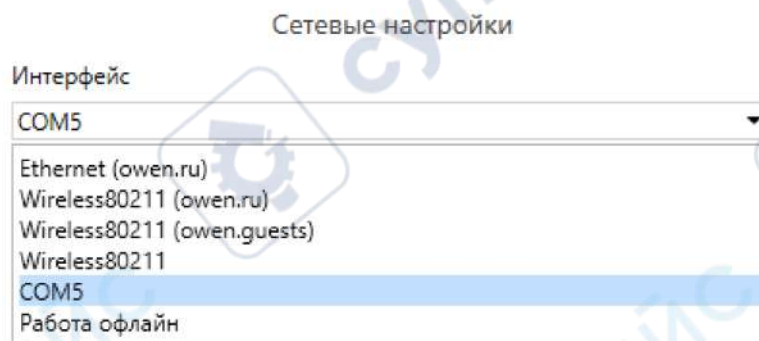 Сетевые настройки
Интерфейс
COM5
Ethernet (owen.ru)
Wireless80211 (owen.ru)
Wireless80211 (owen.guests)
Wireless80211
COM5
Работа офлайн